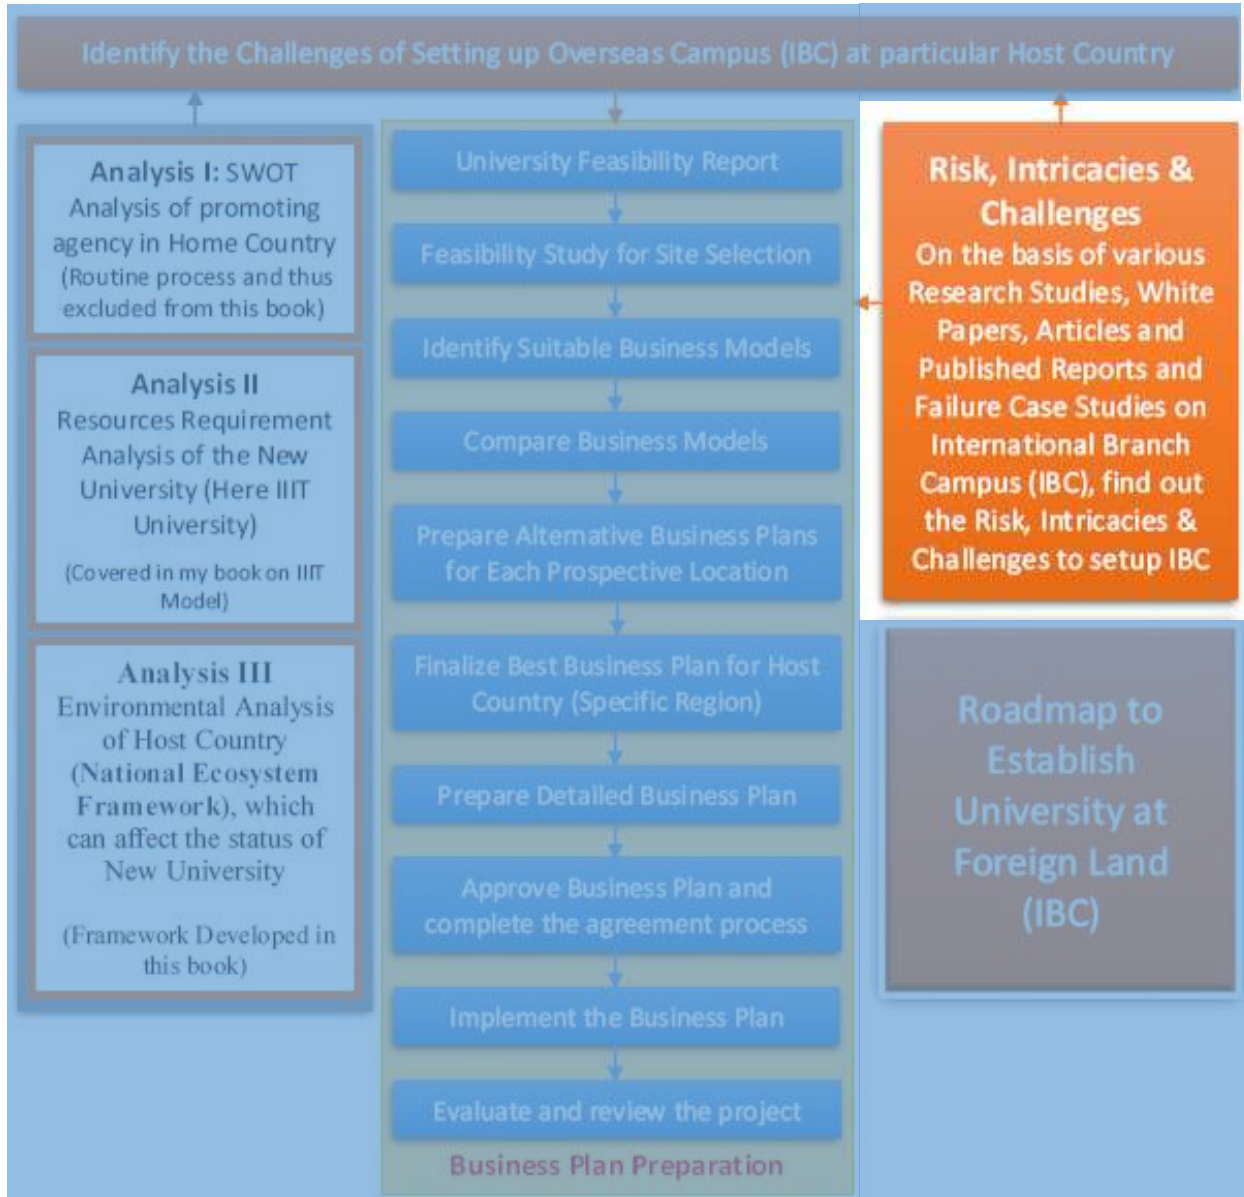 Identify the Challenges of Setting up Overseas Campus (IBC) at particular Host Country
Analysis I: SWOT
Analysis of promoting
agency in Home Country
(Routine process and thus
excluded from this book)
Analysis II
Resources Requirement
Analysis of the New
University (Here IIIT
University)
(Covered in my book on IIIT
Model)
Analysis III
Environmental Analysis
of Host Country
(National Ecosystem
Framework), which
can affect the status of
New University
(Framework Developed in
this book)
University Feasibility Report
Feasibility Study for Site Selection
Identify Suitable Business Models
Compare Business Models
Prepare Alternative Business Plans
for Each Prospective Location
Finalize Best Business Plan for Host
Country (Specific Region)
Prepare Detailed Business Plan
Approve Business Plan and
complete the agreement process
Implement the Business Plan
Evaluate and review the project
Business Plan Preparation
Risk, Intricacies &
Challenges
On the basis of various
Research Studies, White
Papers, Articles and
Published Reports and
Failure Case Studies on
International Branch
Campus (IBC), find out
the Risk, Intricacies &
Challenges to setup IBC
Roadmap to
Establish
University at
Foreign Land
(IBC)